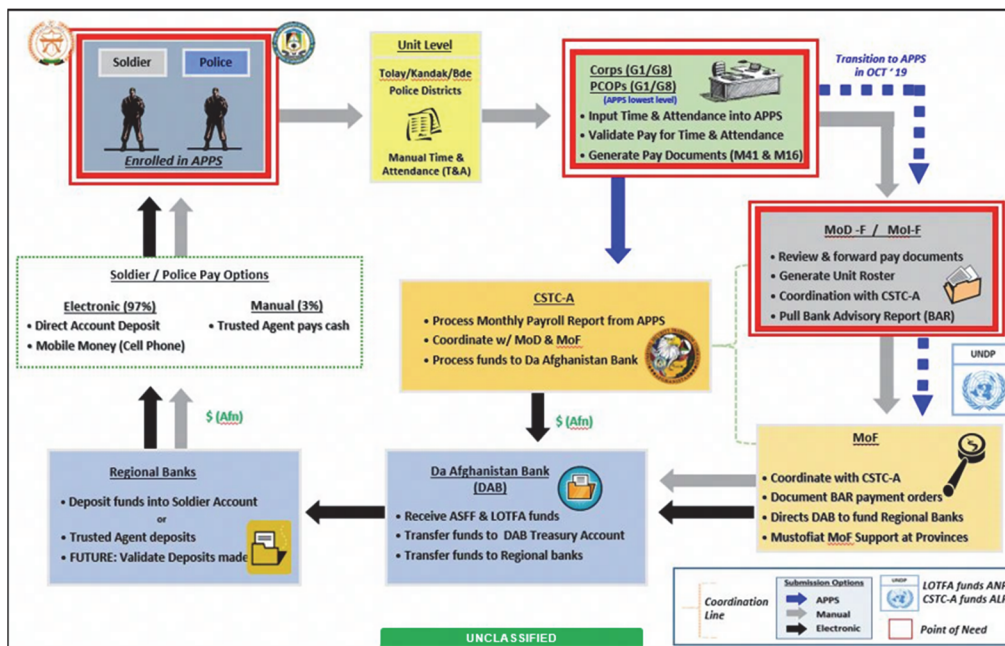 Soldier
Police
Enrolled in APPS
Unit Level
Tolay/Kandak/Bde
Police Districts
Manual Time &
Attendance (T&A)
Corps (G1/G8)
PCOPs (G1/G8)
(APPS lowest level)
• Input Time & Attendance into APPS
• Validate Pay for Time & Attendance
• Generate Pay Documents (M41 & M16)
Transition to APPS
in OCT ' 19
MoD -F / MoI-F
• Review & forward pay documents
• Generate Unit Roster
• Coordination with CSTC-A
• Pull Bank Advisory Report (BAR)
Soldier / Police Pay Options
Electronic (97%)
• Direct Account Deposit
• Mobile Money (Cell Phone)
Manual (3%)
• Trusted Agent pays cash
CSTC-A
• Process Monthly Payroll Report from APPS
• Coordinate w/ MoD & MoF
• Process funds to Da Afghanistan Bank
UNDP
$ (Afn)
$ (Afn)
Regional Banks
• Deposit funds into Soldier Account
or
• Trusted Agent deposits
• FUTURE: Validate Deposits made
Da Afghanistan Bank
(DAB)
• Receive ASFF & LOTFA funds
• Transfer funds to DAB Treasury Account
• Transfer funds to Regional banks
MoF
• Coordinate with CSTC-A
• Document BAR payment orders
• Directs DAB to fund Regional Banks
• Mustofiat MoF Support at Provinces
Coordination
Line
Submission Options
APPS
Manual
Electronic
UNDP
LOTFA funds ANP
CSTC-A funds ALP
Point of Need
UNCLASSIFIED